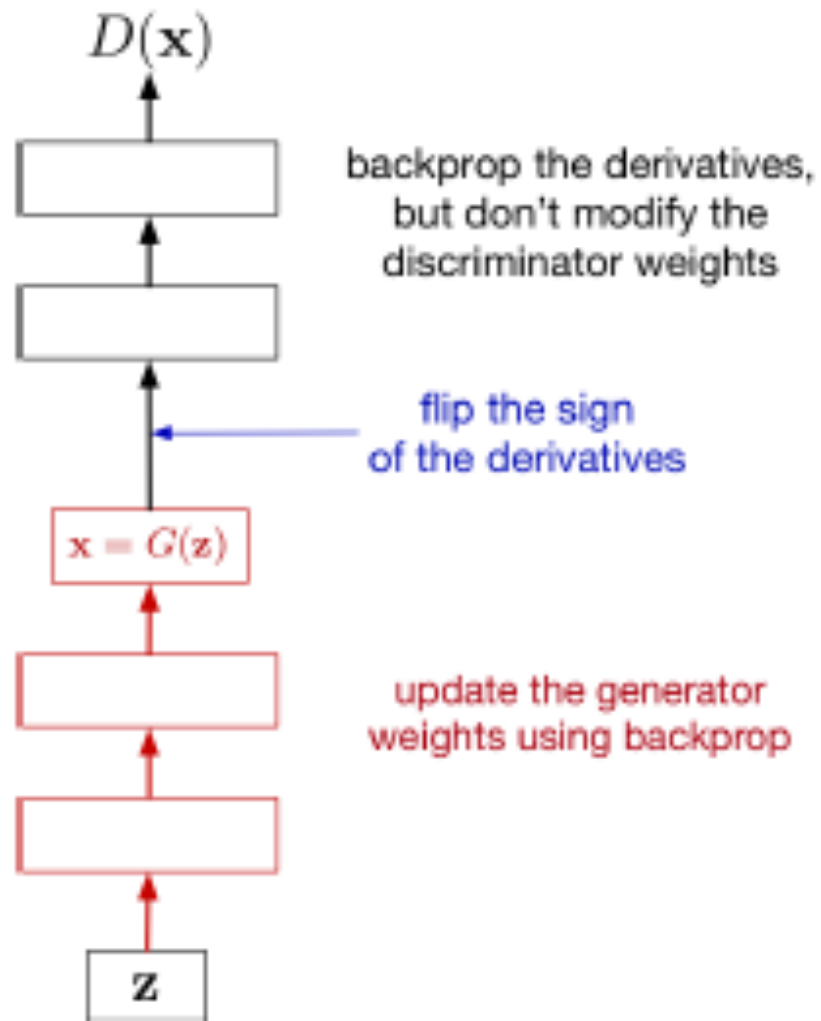 D(x)
backprop the derivatives,
but don't modify the
discriminator weights
flip the sign
of the derivatives
x = G(z)
update the generator
weights using backprop
z